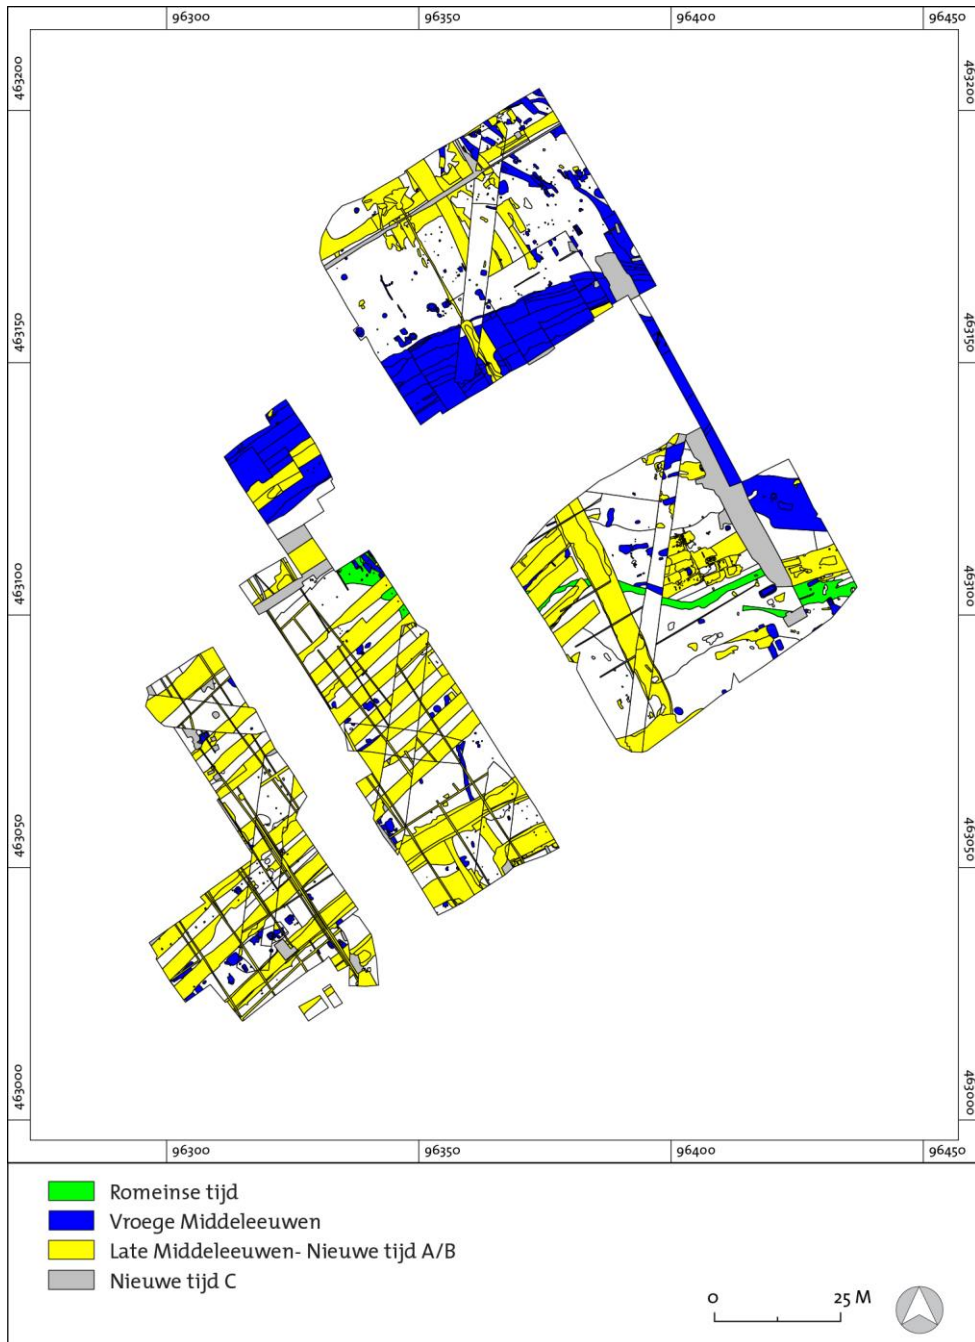 96300 96350 96400 96450
463200 463200
463150 463150
463100 463100
463050 463050
463000 463000
96300 96350 96400 96450
Romeinse tijd
Vroege Middeleeuwen
Late Middeleeuwen- Nieuwe tijd A/B
Nieuwe tijd C
0 25 M